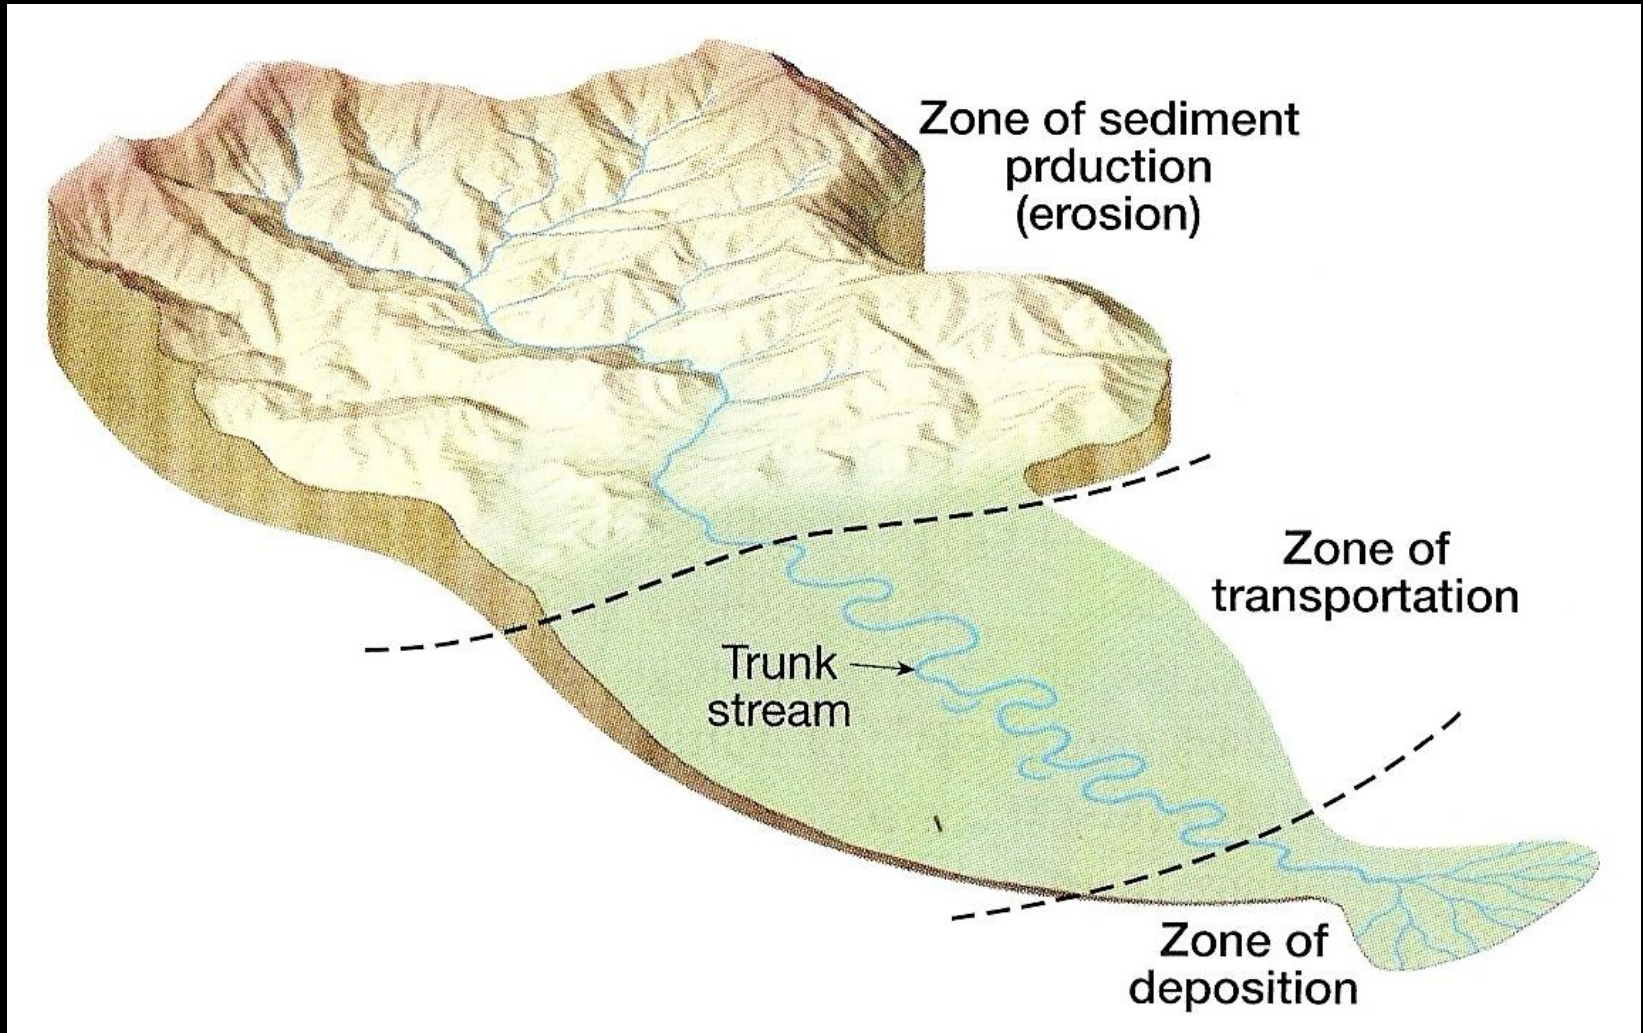 Zone of sediment
prduction
(erosion)
Zone of
transportation
Trunk
stream
Zone of
deposition